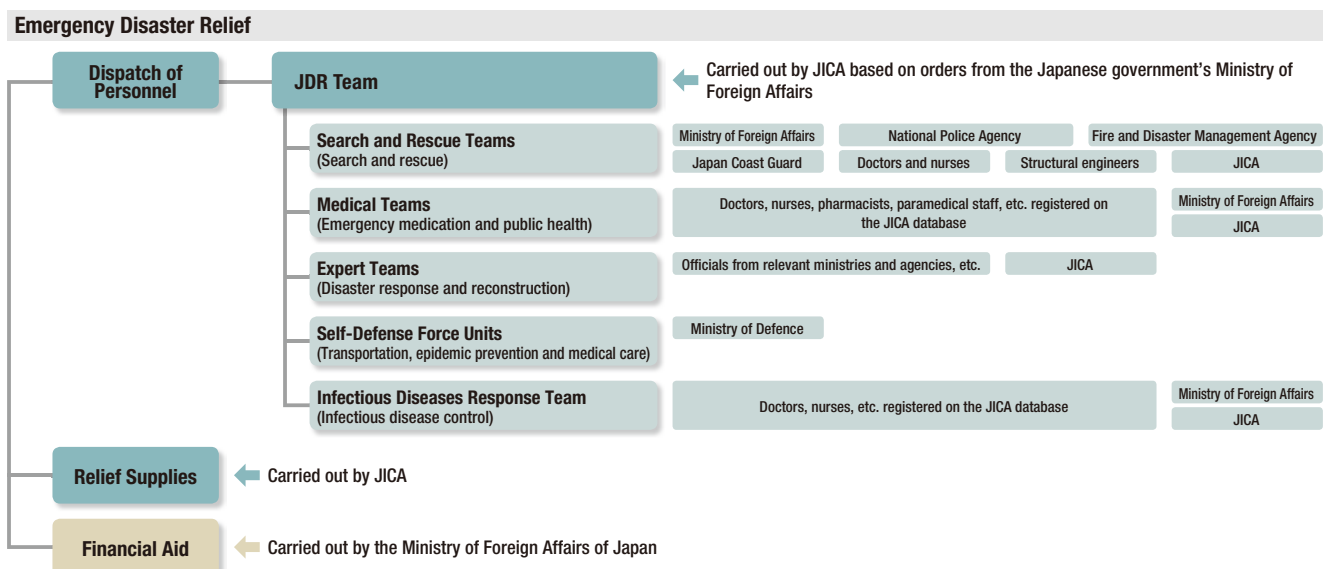 Emergency Disaster Relief
Dispatch of
Personnel
JDR Team
Carried out by JICA based on orders from the Japanese government's Ministry of
Foreign Affairs
Search and Rescue Teams
(Search and rescue)
Ministry of Foreign Affairs
National Police Agency
Fire and Disaster Management Agency
Japan Coast Guard
Doctors and nurses
Structural engineers
JICA
Medical Teams
(Emergency medication and public health)
Doctors, nurses, pharmacists, paramedical staff, etc. registered on
the JICA database
Ministry of Foreign Affairs
JICA
Expert Teams
(Disaster response and reconstruction)
Officials from relevant ministries and agencies, etc.
JICA
Self-Defense Force Units
(Transportation, epidemic prevention and medical care)
Ministry of Defence
Infectious Diseases Response Team
(Infectious disease control)
Doctors, nurses, etc. registered on the JICA database
Ministry of Foreign Affairs
JICA
Relief Supplies
Carried out by JICA
Financial Aid
Carried out by the Ministry of Foreign Affairs of Japan